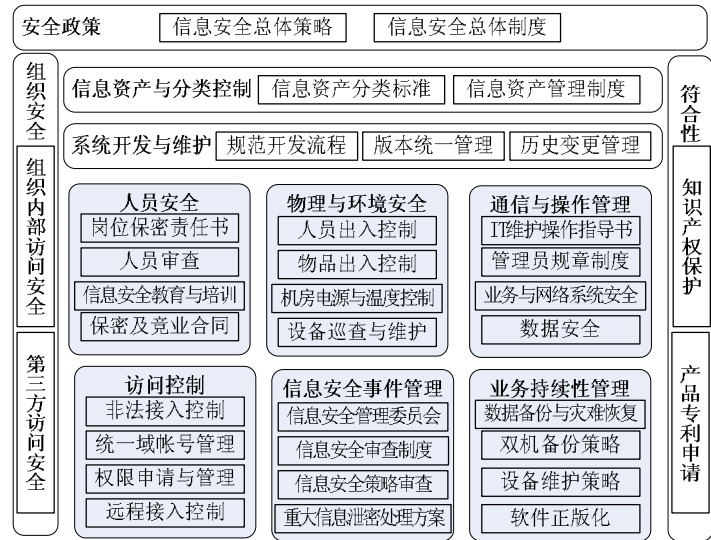 安全政策
信息安全总体策略
信息安全总体制度
组织安全
组织内部访问安全
第三方访问安全
信息资产与分类控制
信息资产分类标准
信息资产管理制度
系统开发与维护
规范开发流程
版本统一管理
历史变更管理
人员安全
岗位保密责任书
人员审查
信息安全教育与培训
保密及竞业合同
物理与环境安全
人员出入控制
物品出入控制
机房电源与温度控制
设备巡查与维护
通信与操作管理
IT维护操作指导书
管理员规章制度
业务与网络系统安全
数据安全
访问控制
非法接入控制
统一域帐号管理
权限申请与管理
远程接入控制
信息安全事件管理
信息安全管理委员会
信息安全审查制度
信息安全策略审查
重大信息泄密处理方案
业务持续性管理
数据备份与灾难恢复
双机备份策略
设备维护策略
软件正版化
符合性
知识产权保护
产品专利申请